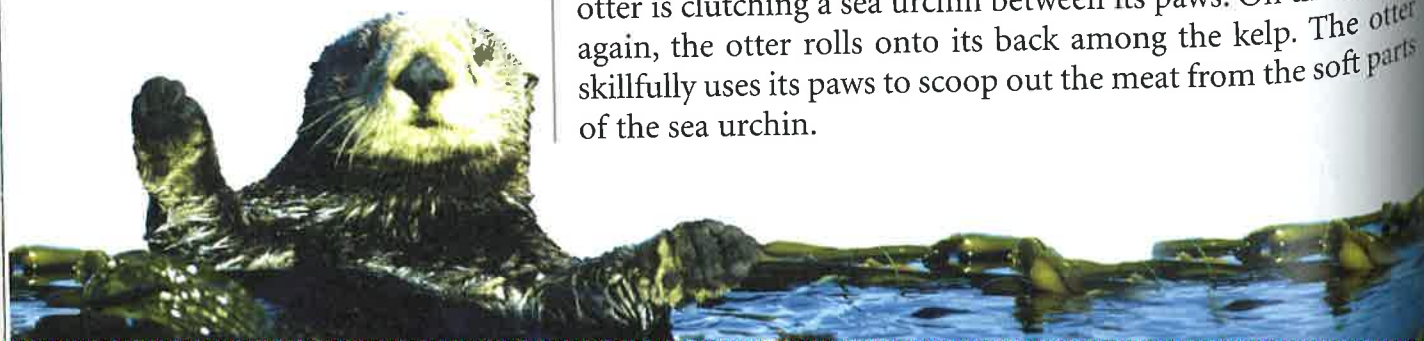 otter is clutching a sea urchin between its paws.
again, the otter rolls onto its back among the kelp. The otter
skillfully uses its paws to scoop out the meat from the soft parts
of the sea urchin.